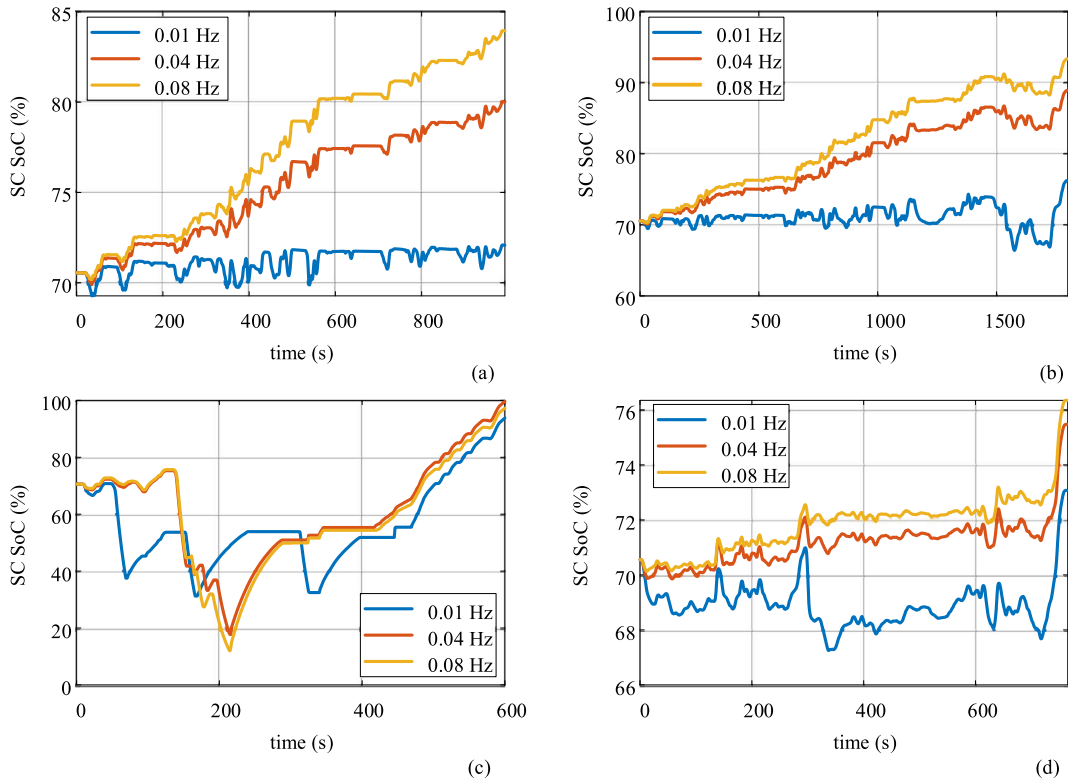 85
80
75
70
SC SoC (%)
0.01 Hz
0.04 Hz
0.08 Hz
0 200 400 600 800
time (s)
(a)
100
90
80
70
60
SC SoC (%)
0.01 Hz
0.04 Hz
0.08 Hz
0 500 1000 1500
time (s)
(b)
100
80
60
40
20
0
SC SoC (%)
0.01 Hz
0.04 Hz
0.08 Hz
0 200 400 600
time (s)
(c)
76
74
72
70
68
66
SC SoC (%)
0.01 Hz
0.04 Hz
0.08 Hz
0 200 400 600
time (s)
(d)